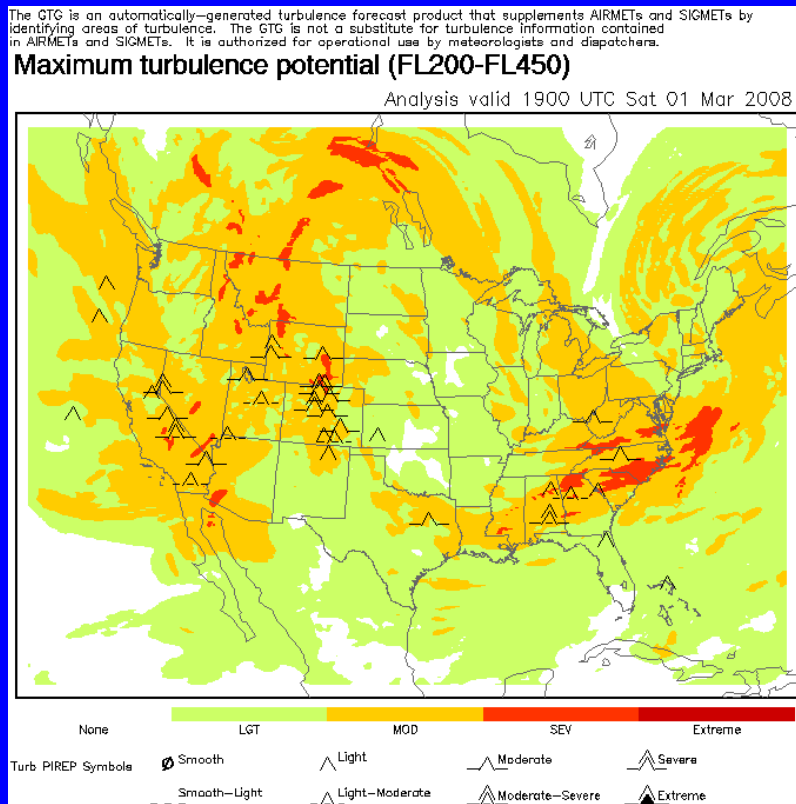 The GTG is an automatically-generated turbulence forecast product that supplements AIRMETs and SIGMETs by
identifying areas of turbulence. The GTG is not a substitute for turbulence information contained
in AIRMETs and SIGMETs. It is authorized for operational use by meteorologists and dispatchers.
Maximum turbulence potential (FL200-FL450)
Analysis valid 1900 UTC Sat 01 Mar 2008
None LGT MOD SEV Extreme
Turb PIREP Symbols Smooth Light Moderate Severe
Smooth-Light Light-Moderate Moderate-Severe Extreme